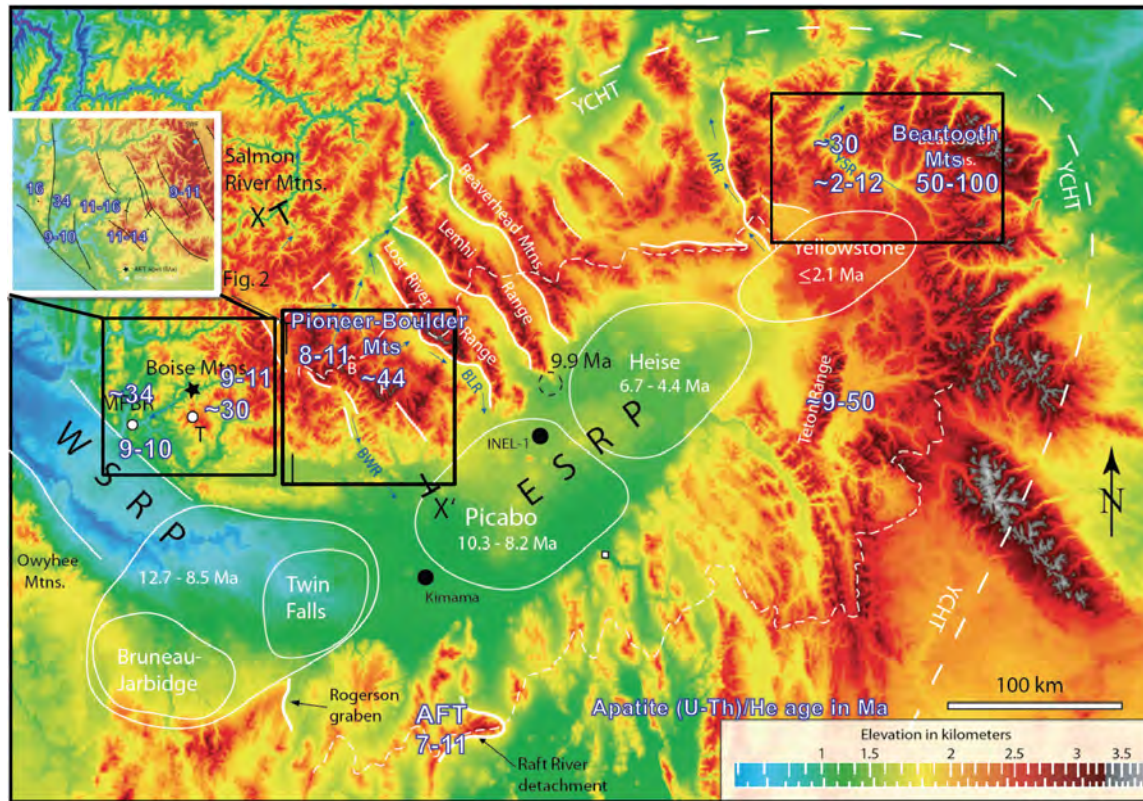 YCHT
~30
YSR
~2-12
Beartooth
Mts
50-100
YCHT
MR
16
34
11-16
9-11
9-10
11-14
Salmon
River Mtns.
X
Beaverhead Mtns.
Lemhi
Range
Lost River
Range
Yellowstone
≤2.1 Ma
Fig. 2
Pioneer-Boulder
Mts
8-11
B
~44
P
BLR
BWR
9.9 Ma
Heise
6.7 - 4.4 Ma
Boise Mtns.
9-11
~34
MFBR
~30
T
9-10
Teton Range
~9-50
INEL-1
W S R P
E S R P
X'
Picabo
10.3 - 8.2 Ma
N
Owyhee
Mtns.
12.7 - 8.5 Ma
Twin
Falls
Kimama
Bruneau-
Jarbidge
YCHT
Rogerson
graben
AFT
7-11
Raft River
detachment
Apatite (U-Th)/He age in Ma
100 km
Elevation in kilometers
1 1.5 2 2.5 3 3.5